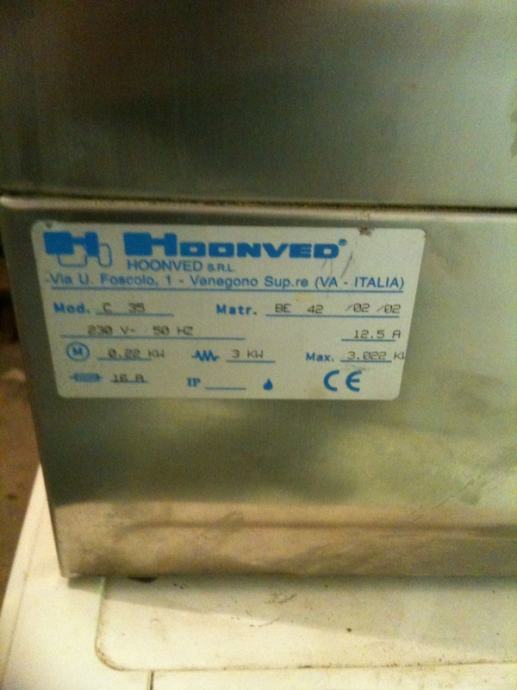 HOONVED®
HOONVED S.R.L.
Via U. Foscolo, 1 - Venegono Sup.re (VA - ITALIA)
Mod. C 35 Matr. BE 42 /02 /02
230 V~ 50 HZ 12.5 A
M 0.22 KW 3 KW Max. 3.022 KW
16 A IP CE